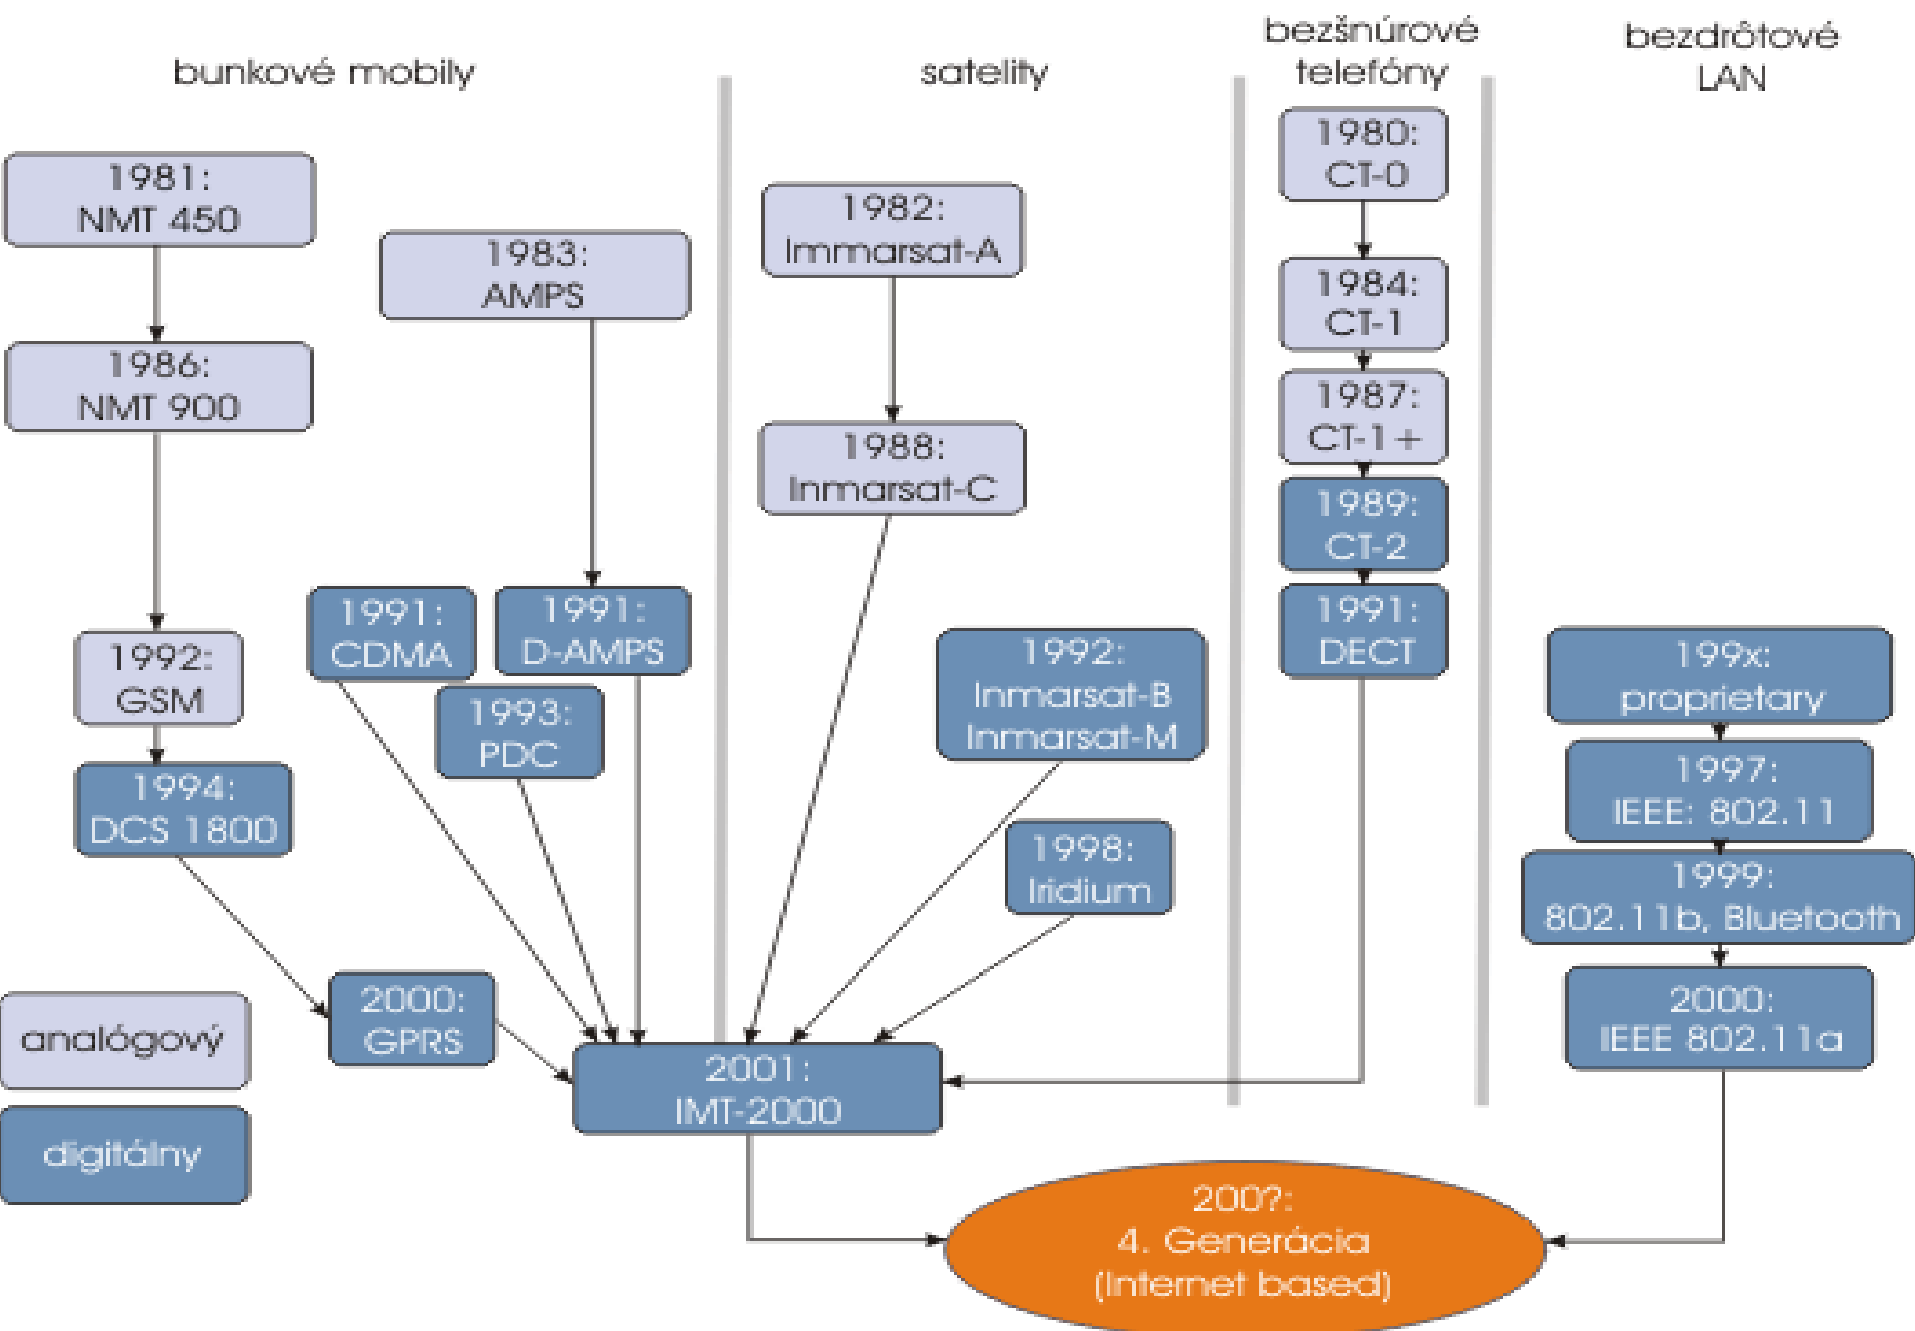 bunkové mobily
satelity
bezšnúrové
telefóny
bezdrôtové
LAN
1981:
NMT 450
1986:
NMT 900
1992:
GSM
1994:
DCS 1800
1983:
AMPS
1991:
CDMA
1991:
D-AMPS
1993:
PDC
2000:
GPRS
1982:
Immarsat-A
1988:
Inmarsat-C
1992:
Inmarsat-B
Inmarsat-M
1998:
Iridium
1980:
CT-0
1984:
CT-1
1987:
CT-1+
1989:
CT-2
1991:
DECT
199x:
proprietary
1997:
IEEE: 802.11
1999:
802.11b, Bluetooth
2000:
IEEE 802.11a
2001:
IMT-2000
200?:
4. Generácia
(Internet based)
analógový
digitálny